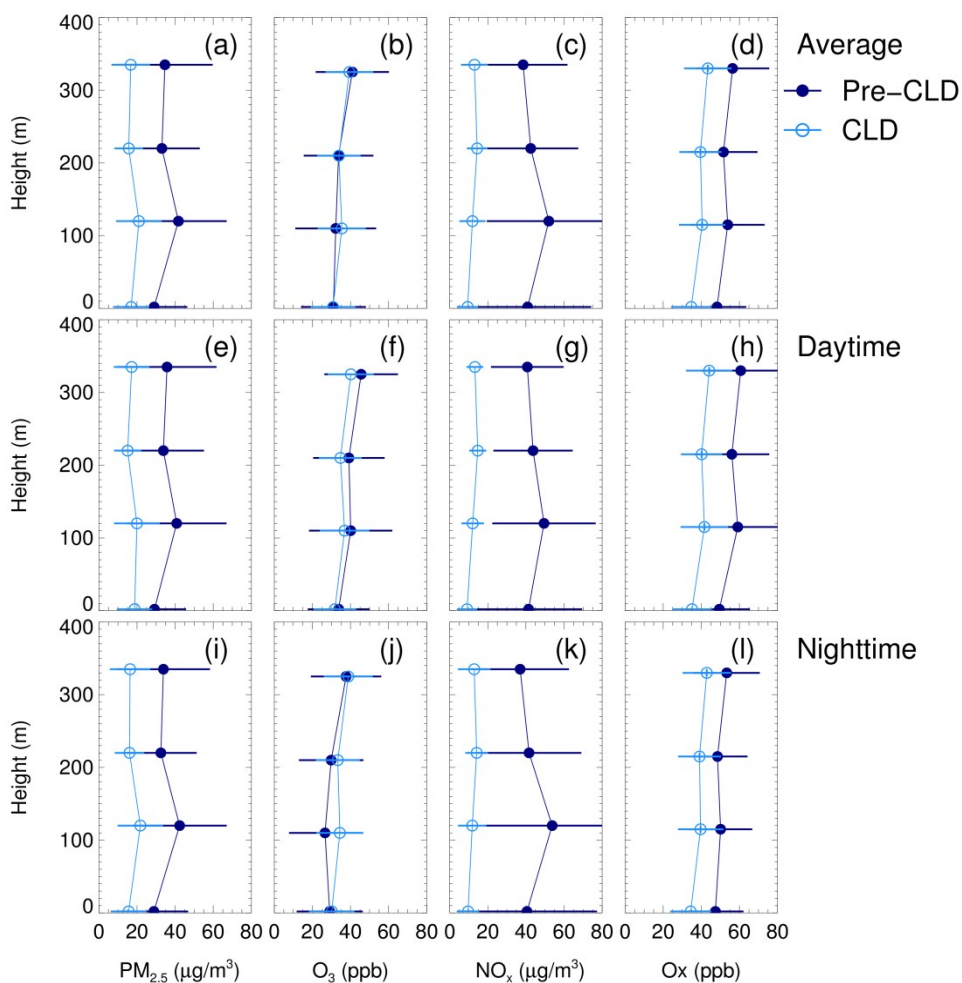 400 (a) (b) (c) (d) Average
300 Pre-CLD
200 CLD
100
0
Height (m)
400 (e) (f) (g) (h) Daytime
300
200
100
0
Height (m)
400 (i) (j) (k) (l) Nighttime
300
200
100
0
Height (m)
0 20 40 60 80 0 20 40 60 80 0 20 40 60 80 0 20 40 60 80
PM2.5 (μg/m³) O3 (ppb) NOx (μg/m³) Ox (ppb)